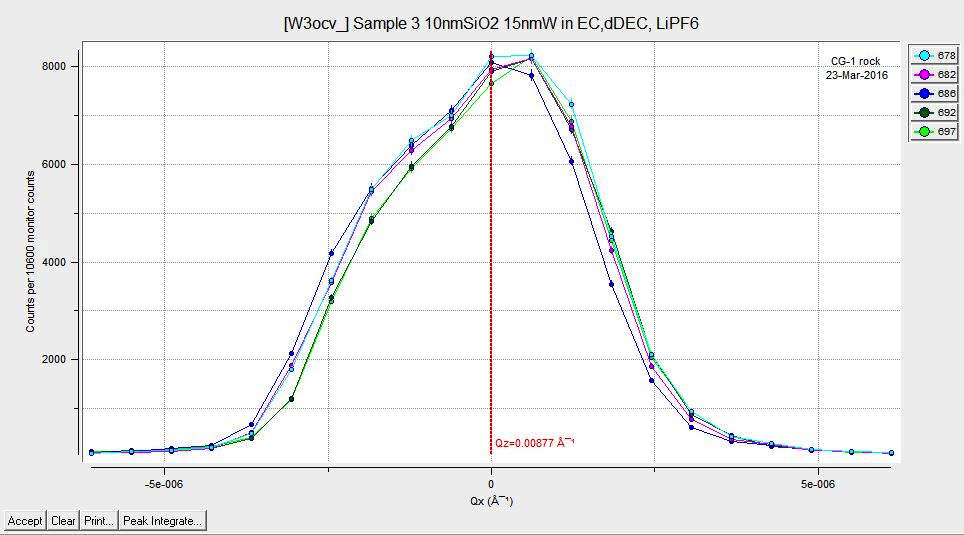 [W3ocv_] Sample 3 10nmSiO2 15nmW in EC,dDEC, LiPF6
CG-1 rock
23-Mar-2016
678
682
686
692
697
8000
6000
4000
2000
Counts per 10600 monitor counts
Qz=0.00877 Å¯¹
-5e-006
0
5e-006
Qx (Å¯¹)
Accept
Clear
Print...
Peak Integrate...